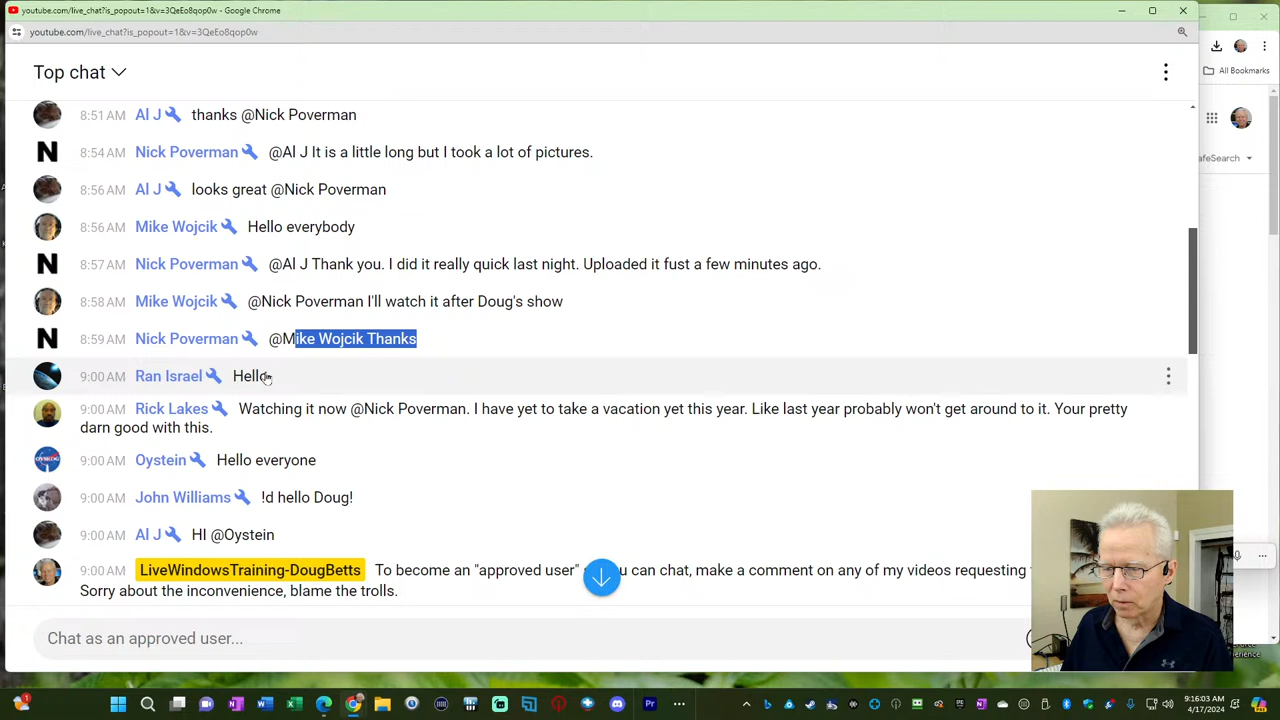 youtube.com/live_chat?is_popout=1&v=3QeEo8qop0w - Google Chrome
youtube.com/live_chat?is_popout=1&v=3QeEo8qop0w
All Bookmarks
Top chat
afeSearch
8:51 AM Al J thanks @Nick Poverman
N 8:54 AM Nick Poverman @Al J It is a little long but I took a lot of pictures.
8:56 AM Al J looks great @Nick Poverman
8:56 AM Mike Wojcik Hello everybody
N 8:57 AM Nick Poverman @Al J Thank you. I did it really quick last night. Uploaded it fust a few minutes ago.
8:58 AM Mike Wojcik @Nick Poverman I'll watch it after Doug's show
N 8:59 AM Nick Poverman @Mike Wojcik Thanks
9:00 AM Ran Israel Hello
9:00 AM Rick Lakes Watching it now @Nick Poverman. I have yet to take a vacation yet this year. Like last year probably won't get around to it. Your pretty
darn good with this.
9:00 AM Oystein Hello everyone
9:00 AM John Williams !d hello Doug!
9:00 AM Al J HI @Oystein
9:00 AM LiveWindowsTraining-DougBetts To become an "approved user" you can chat, make a comment on any of my videos requesting
Sorry about the inconvenience, blame the trolls.
Chat as an approved user...
9:16:03 AM
4/17/2024